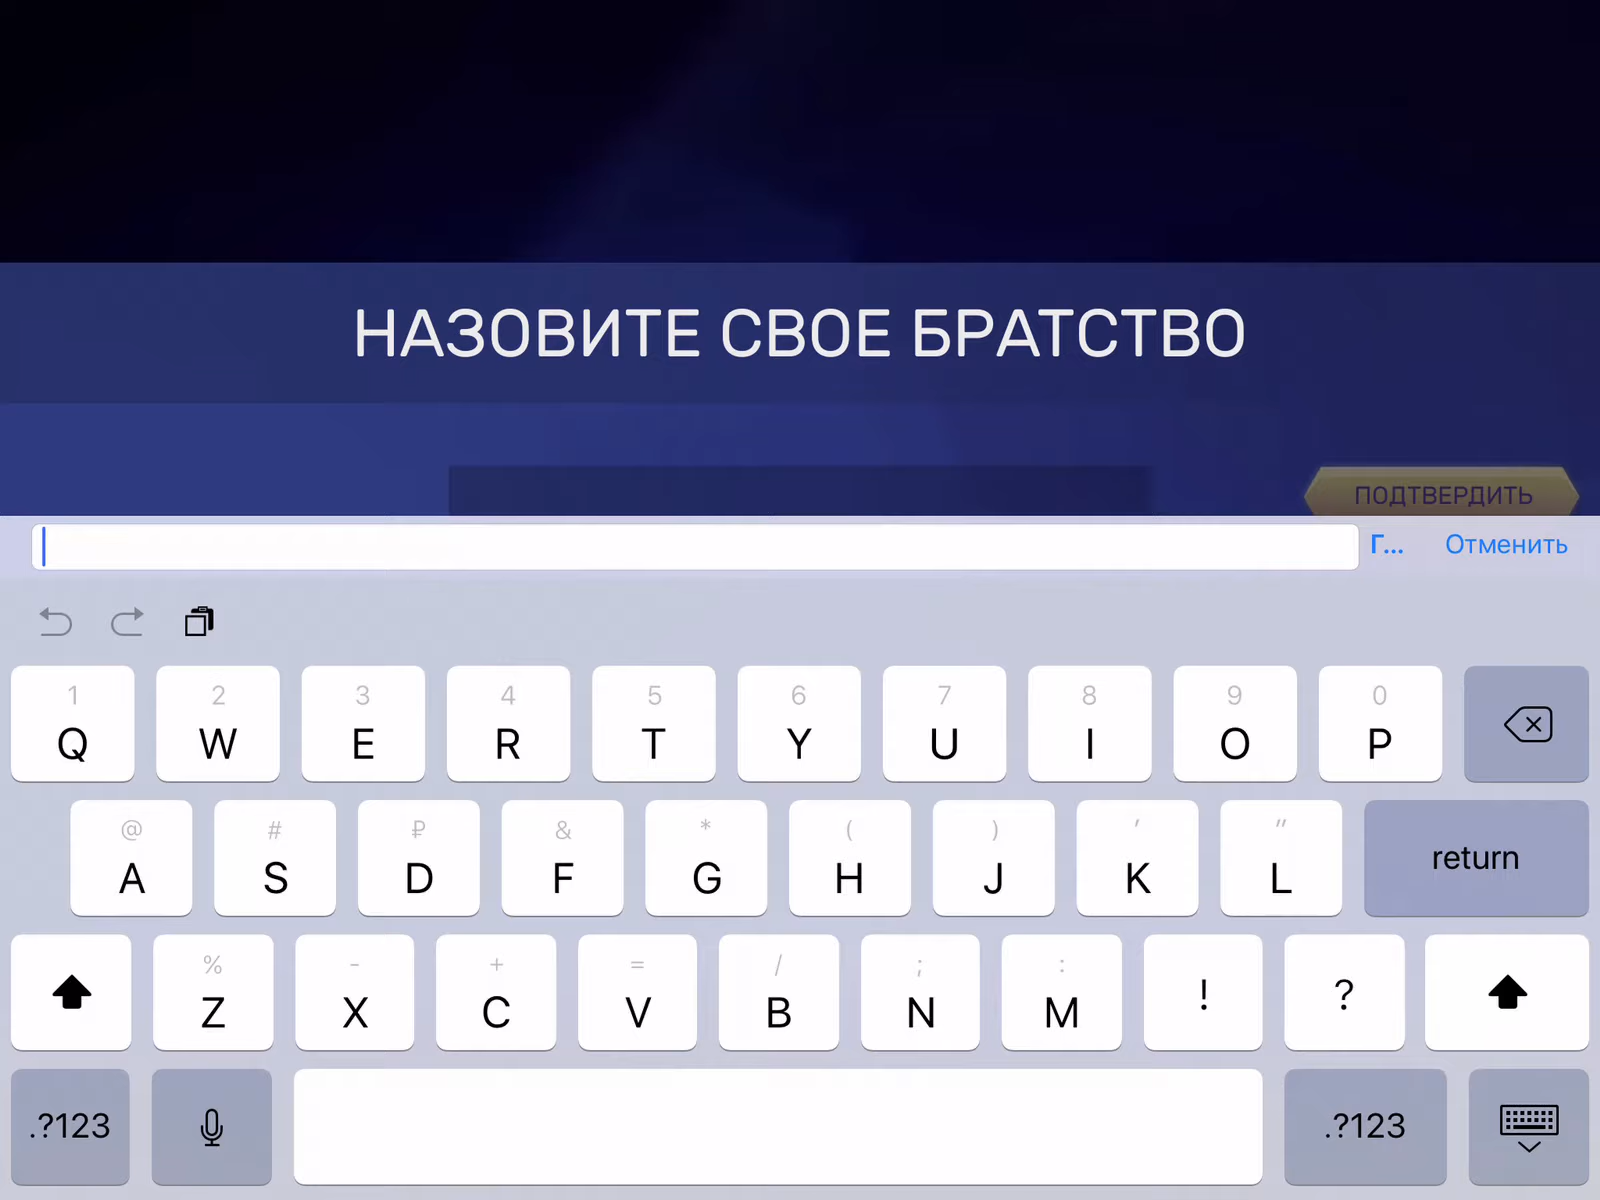 НАЗОВИТЕ СВОЕ БРАТСТВО
ПОДТВЕРДИТЬ
Г... Отменить
1 2 3 4 5 6 7 8 9 0
Q W E R T Y U I O P
@ # ₽ & * ( ) ' "
A S D F G H J K L return
% - + = / ; :
Z X C V B N M ! ?
.?123 .?123